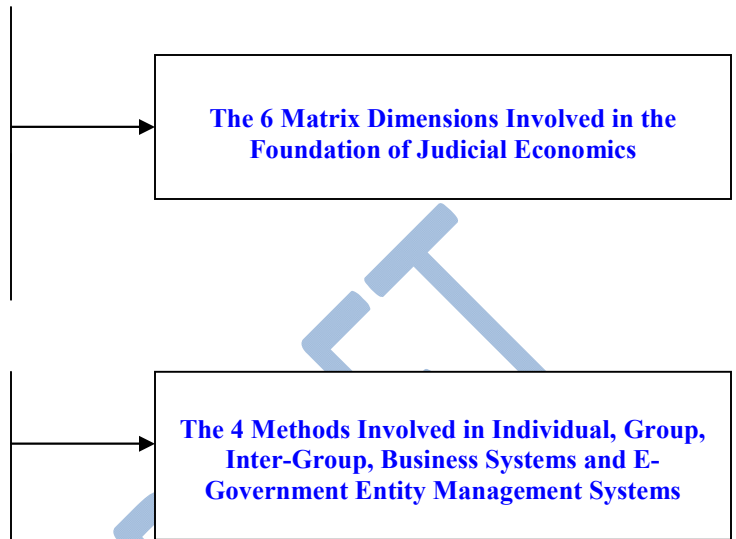 The 6 Matrix Dimensions Involved in the
Foundation of Judicial Economics
The 4 Methods Involved in Individual, Group,
Inter-Group, Business Systems and E-
Government Entity Management Systems